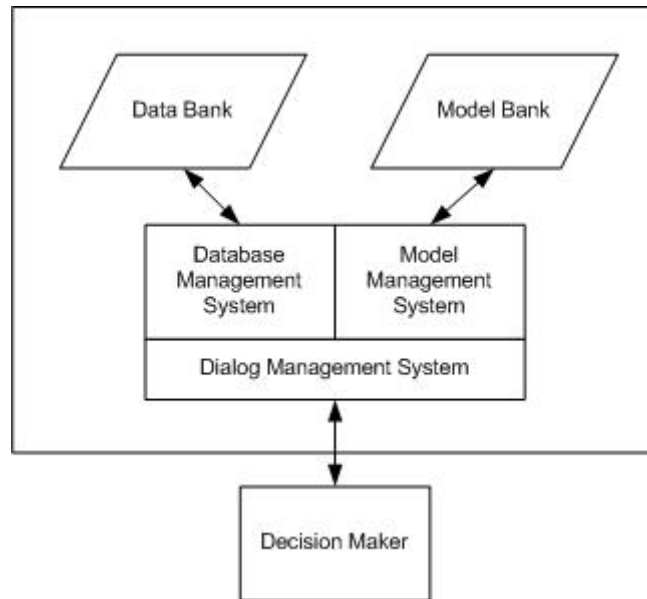 Data Bank
Model Bank
Database
Management
System
Model
Management
System
Dialog Management System
Decision Maker